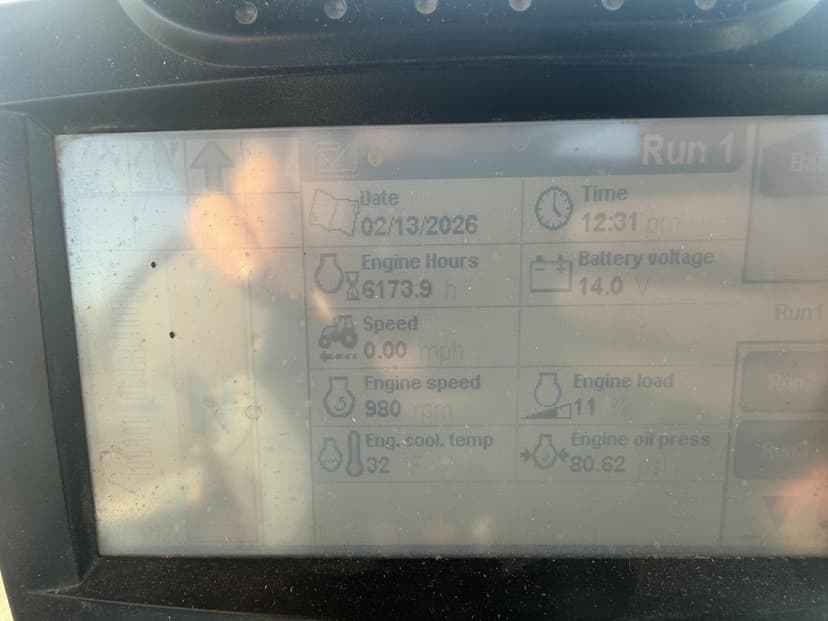 Run 1
Date
02/13/2026
Time
12:31 pm
Engine Hours
6173.9 h
Battery voltage
14.0 V
Speed
0.00 mph
Engine speed
980 rpm
Engine load
11 %
Eng. cool. temp
32 °F
Engine oil press
80.62
Run1
Run2
N